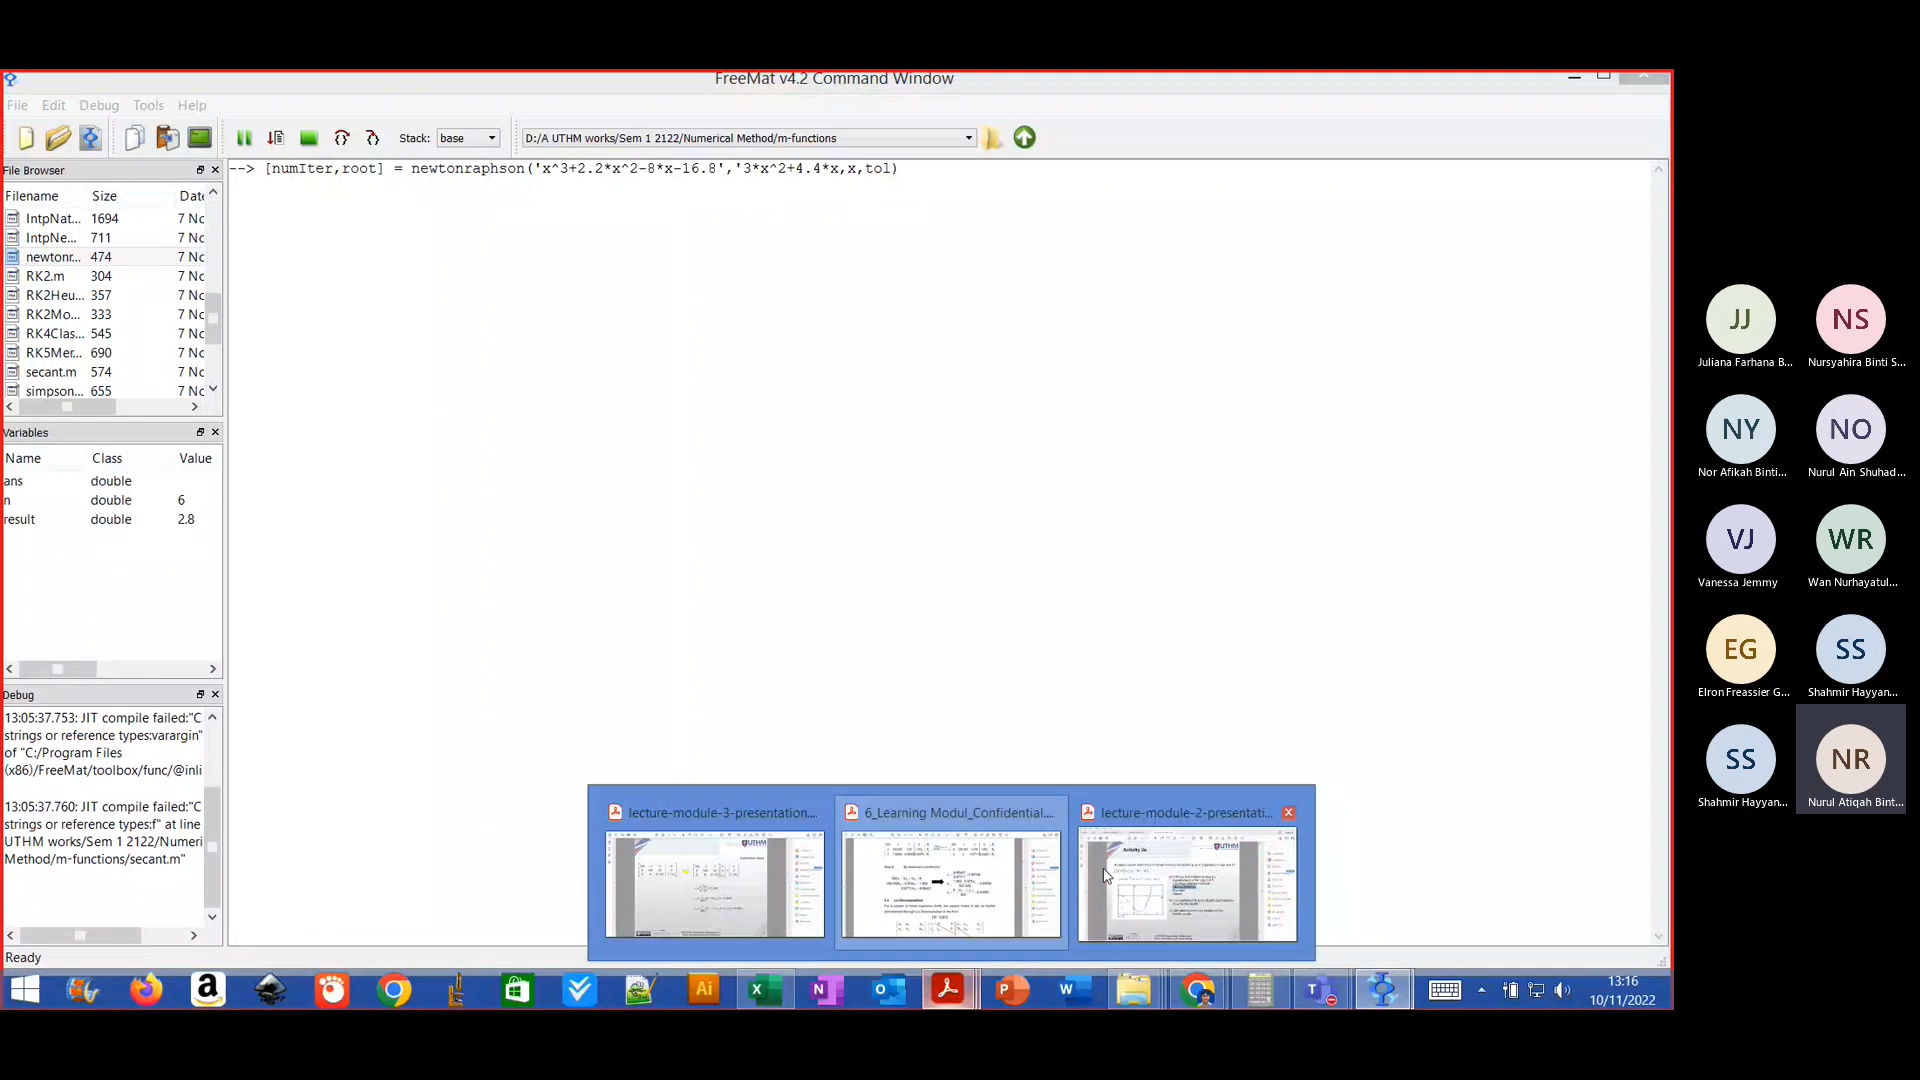 FreeMat v4.2 Command Window
File Edit Debug Tools Help
Stack: base D:/A UTHM works/Sem 1 2122/Numerical Method/m-functions
File Browser
Filename Size Date
IntpNat... 1694 7 Nc
IntpNe... 711 7 Nc
newtonr... 474 7 Nc
RK2.m 304 7 Nc
RK2Heu... 357 7 Nc
RK2Mo... 333 7 Nc
RK4Clas... 545 7 Nc
RK5Mer... 690 7 Nc
secant.m 574 7 Nc
simpson... 655 7 Nc
--> [numIter,root] = newtonraphson('x^3+2.2*x^2-8*x-16.8','3*x^2+4.4*x,x,tol)
Variables
Name Class Value
ans double
n double 6
result double 2.8
Debug
13:05:37.753: JIT compile failed:"C
strings or reference types:varargin"
of "C:/Program Files
(x86)/FreeMat/toolbox/func/@inli
13:05:37.760: JIT compile failed:"C
strings or reference types:f" at line
UTHM works/Sem 1 2122/Numeri
Method/m-functions/secant.m"
Ready
lecture-module-3-presentation....
6_Learning Modul_Confidential....
lecture-module-2-presentati...
UTHM
Activity 2a
UTHM
13:16
10/11/2022
JJ
Juliana Farhana B...
NS
Nursyahira Binti S...
NY
Nor Afikah Binti...
NO
Nurul Ain Shuhad...
VJ
Vanessa Jemmy
WR
Wan Nurhayatul...
EG
Elron Freassier G...
SS
Shahmir Hayyan...
SS
Shahmir Hayyan...
NR
Nurul Atiqah Bint...